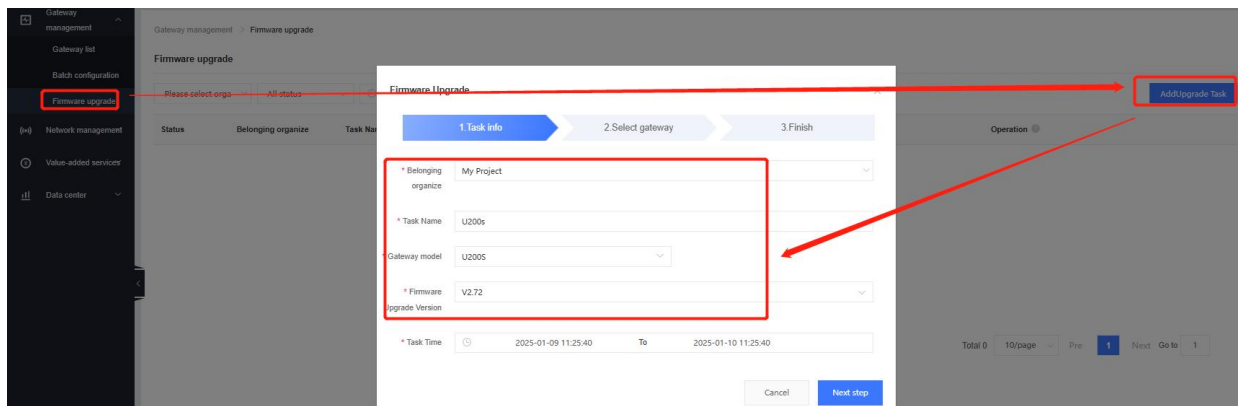 Gateway
management
Gateway list
Batch configuration
Firmware upgrade
Network management
Value-added services
Data center
Gateway management > Firmware upgrade
Firmware upgrade
Please select orga
All status
AddUpgrade Task
Status
Belonging organize
Task Nar
Operation
Firmware Upgrade
1.Task info
2.Select gateway
3.Finish
* Belonging
organize
My Project
* Task Name
U200s
* Gateway model
U200S
* Firmware
Upgrade Version
V2.72
* Task Time
2025-01-09 11:25:40 To 2025-01-10 11:25:40
Cancel
Next step
Total 0 10/page Pre 1 Next Go to 1